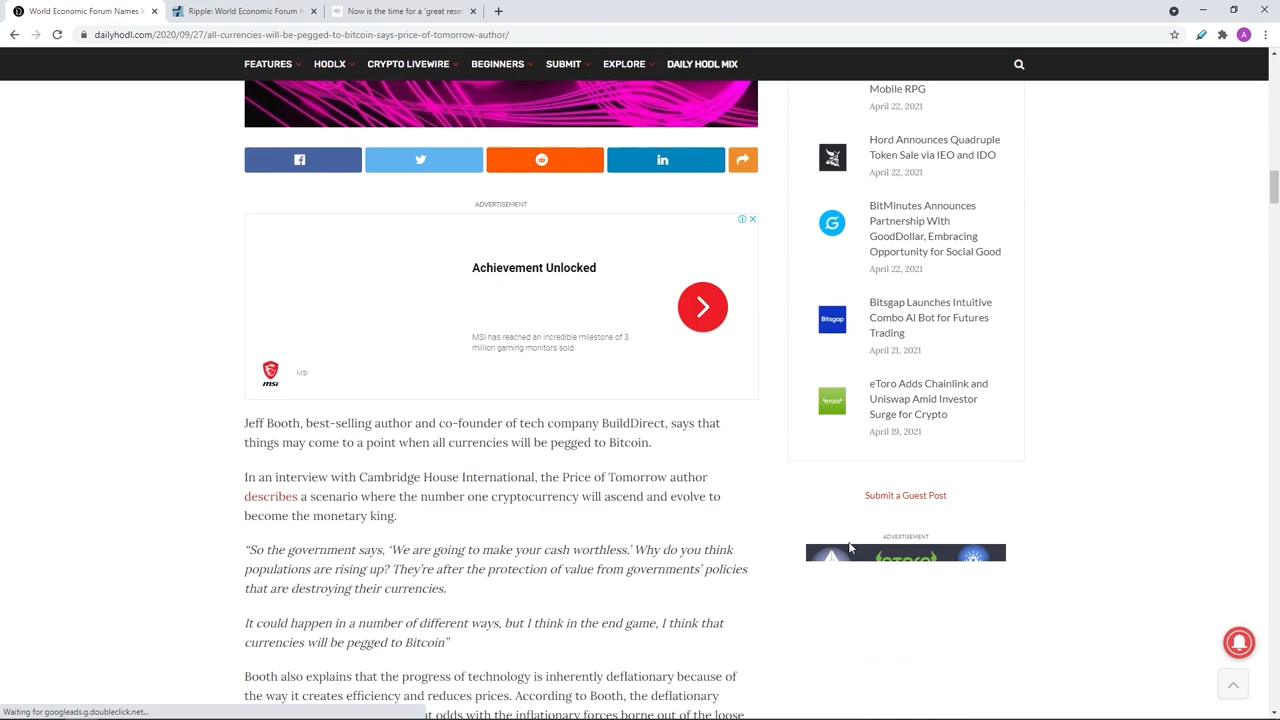 World Economic Forum Names X
Ripple: World Economic Forum h
Now is the time for a 'great rese
dailyhodl.com/2020/09/27/all-currencies-will-be-pegged-to-bitcoin-says-price-of-tomorrow-author/
A
FEATURES
HODLX
CRYPTO LIVEWIRE
BEGINNERS
SUBMIT
EXPLORE
DAILY HODL MIX
ADVERTISEMENT
Achievement Unlocked
MSI has reached an incredible milestone of 3
million gaming monitors sold.
msi
MSI
Jeff Booth, best-selling author and co-founder of tech company BuildDirect, says that
things may come to a point when all currencies will be pegged to Bitcoin.
In an interview with Cambridge House International, the Price of Tomorrow author
describes a scenario where the number one cryptocurrency will ascend and evolve to
become the monetary king.
“So the government says, ‘We are going to make your cash worthless.’ Why do you think
populations are rising up? They’re after the protection of value from governments’ policies
that are destroying their currencies.
It could happen in a number of different ways, but I think in the end game, I think that
currencies will be pegged to Bitcoin”
Booth also explains that the progress of technology is inherently deflationary because of
the way it creates efficiency and reduces prices. According to Booth, the deflationary
at odds with the inflationary forces borne out of the loose
Mobile RPG
April 22, 2021
Hord Announces Quadruple
Token Sale via IEO and IDO
April 22, 2021
BitMinutes Announces
Partnership With
GoodDollar, Embracing
Opportunity for Social Good
April 22, 2021
Bitsgap
Bitsgap Launches Intuitive
Combo AI Bot for Futures
Trading
April 21, 2021
eToro
eToro Adds Chainlink and
Uniswap Amid Investor
Surge for Crypto
April 19, 2021
Submit a Guest Post
ADVERTISEMENT
eToro
Waiting for googleads.g.doubleclick.net...